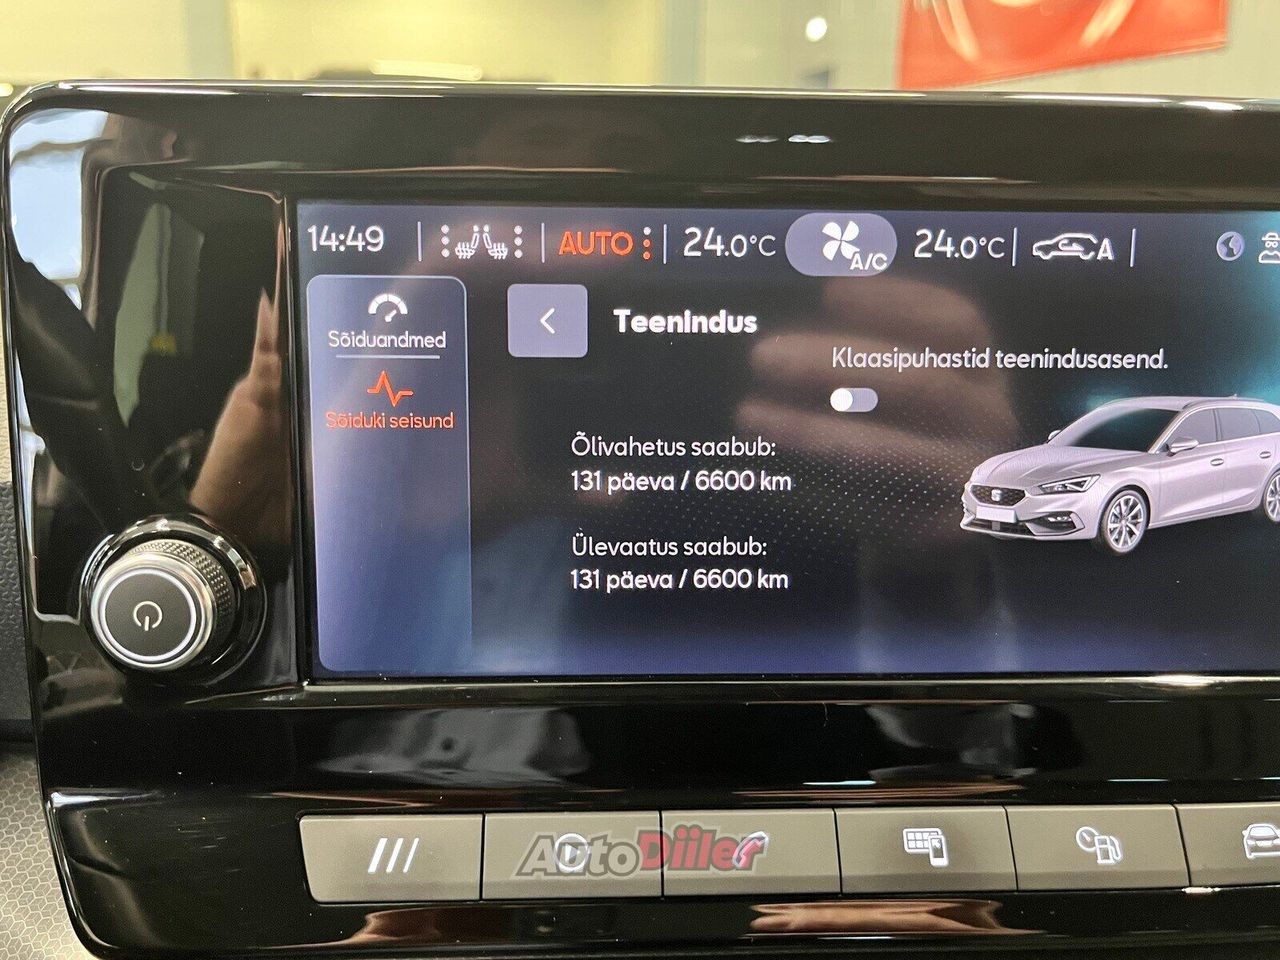 14:49 AUTO 24.0°C A/C 24.0°C A
Sõiduandmed
Teenindus
Klaasipuhastid teenindusasend.
Sõiduki seisund
Õlivahetus saabub:
131 päeva / 6600 km
Ülevaatus saabub:
131 päeva / 6600 km
AutoDiiler